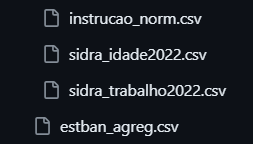 instrucao_norm.csv
sidra_idade2022.csv
sidra_trabalho2022.csv
estban_agreg.csv